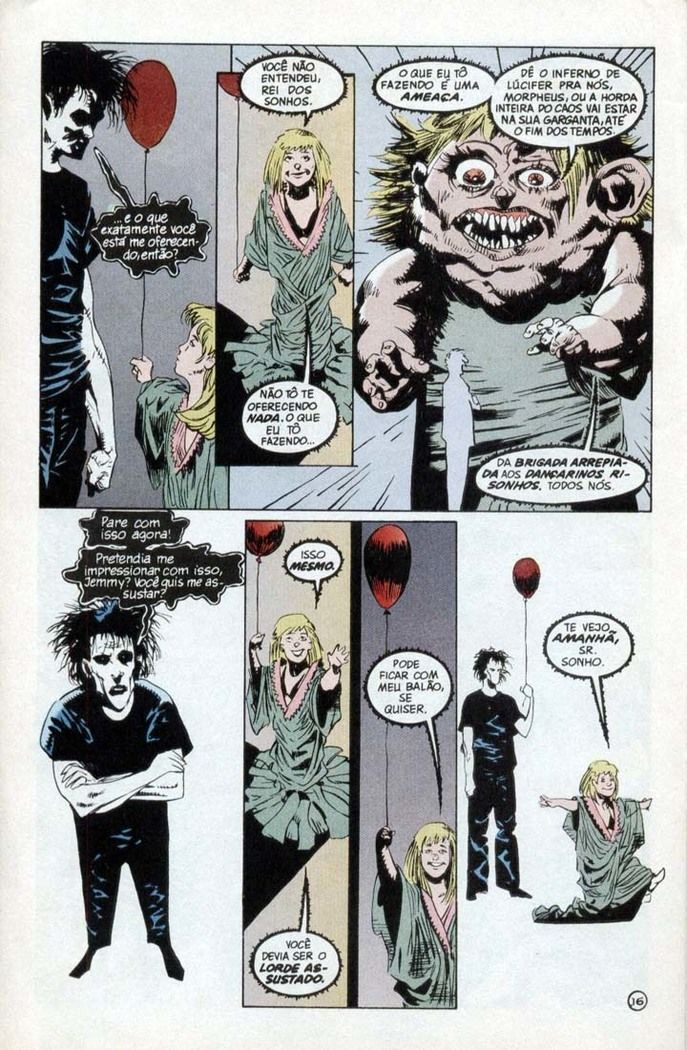 ...e o que
exatamente você
está me oferecen-
do, então?
VOCÊ NÃO
ENTENDEU,
REI DOS
SONHOS.
NÃO TÔ TE
OFERECENDO
NADA. O QUE
EU TÔ
FAZENDO...
O QUE EU TÔ
FAZENDO É UMA
AMEAÇA.
DÊ O INFERNO DE
LÚCIFER PRA NÓS,
MORPHEUS, OU A HORDA
INTEIRA DO CAOS VAI ESTAR
NA SUA GARGANTA, ATÉ
O FIM DOS TEMPOS.
DA BRIGADA ARREPIA-
DA AOS DANÇARINOS RI-
SONHOS. TODOS NÓS.
Pare com
isso agora!
Pretendia me
impressionar com isso,
Jemmy? Você quis me as-
sustar?
ISSO
MESMO.
VOCÊ
DEVIA SER O
LORDE AS-
SUSTADO.
PODE
FICAR COM
MEU BALÃO,
SE
QUISER.
TE VEJO
AMANHÃ,
SR.
SONHO.
16